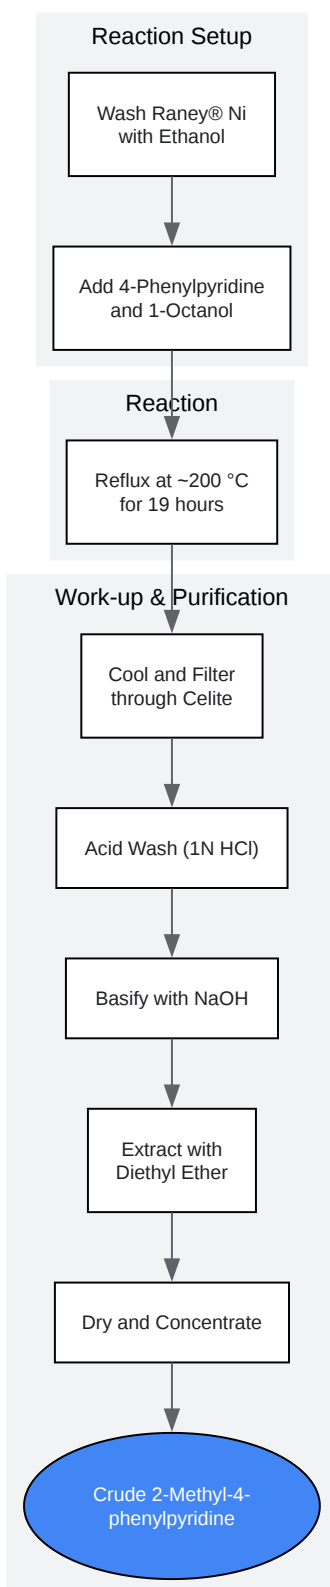 Reaction Setup
Wash Raney® Ni
with Ethanol
Add 4-Phenylpyridine
and 1-Octanol
Reaction
Reflux at ~200 °C
for 19 hours
Work-up & Purification
Cool and Filter
through Celite
Acid Wash (1N HCl)
Basify with NaOH
Extract with
Diethyl Ether
Dry and Concentrate
Crude 2-Methyl-4-
phenylpyridine